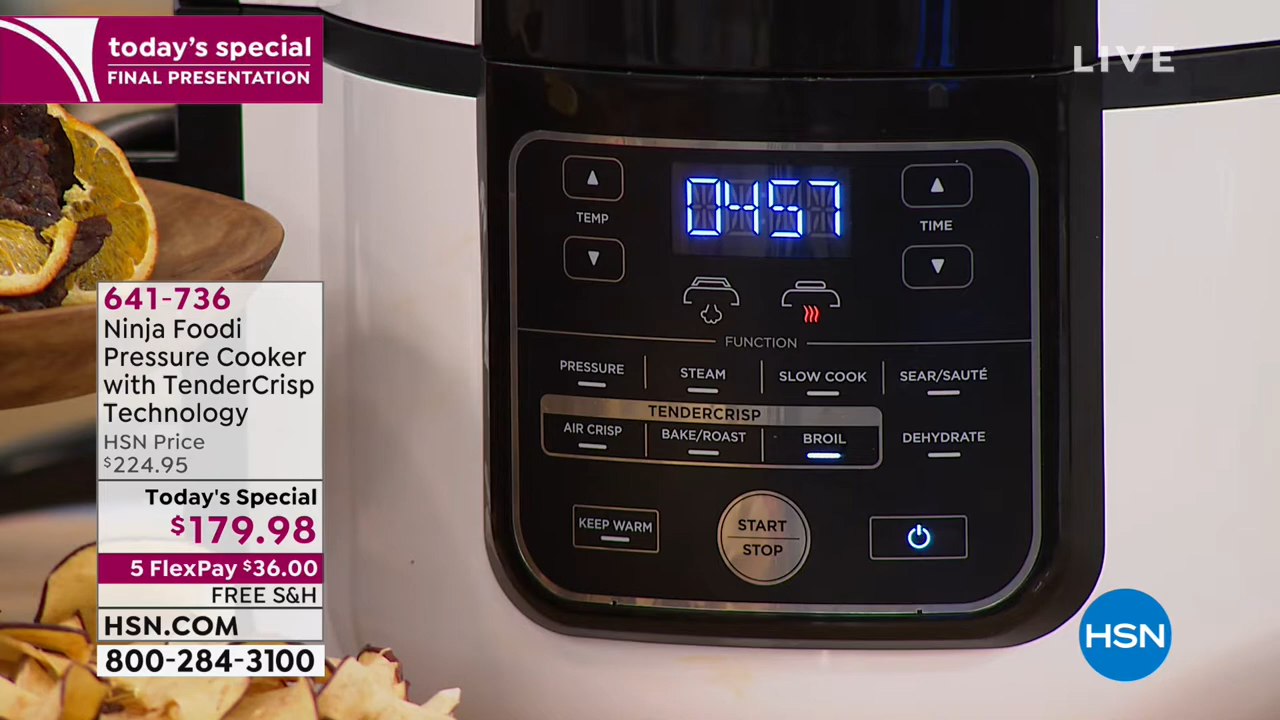 today's special
FINAL PRESENTATION
LIVE
641-736
Ninja Foodi
Pressure Cooker
with TenderCrisp
Technology
HSN Price
$224.95
Today's Special
$179.98
5 FlexPay $36.00
FREE S&H
HSN.COM
800-284-3100
TEMP
0457
TIME
FUNCTION
PRESSURE
STEAM
SLOW COOK
SEAR/SAUTÉ
TENDERCRISP
AIR CRISP
BAKE/ROAST
BROIL
DEHYDRATE
KEEP WARM
START
STOP
HSN